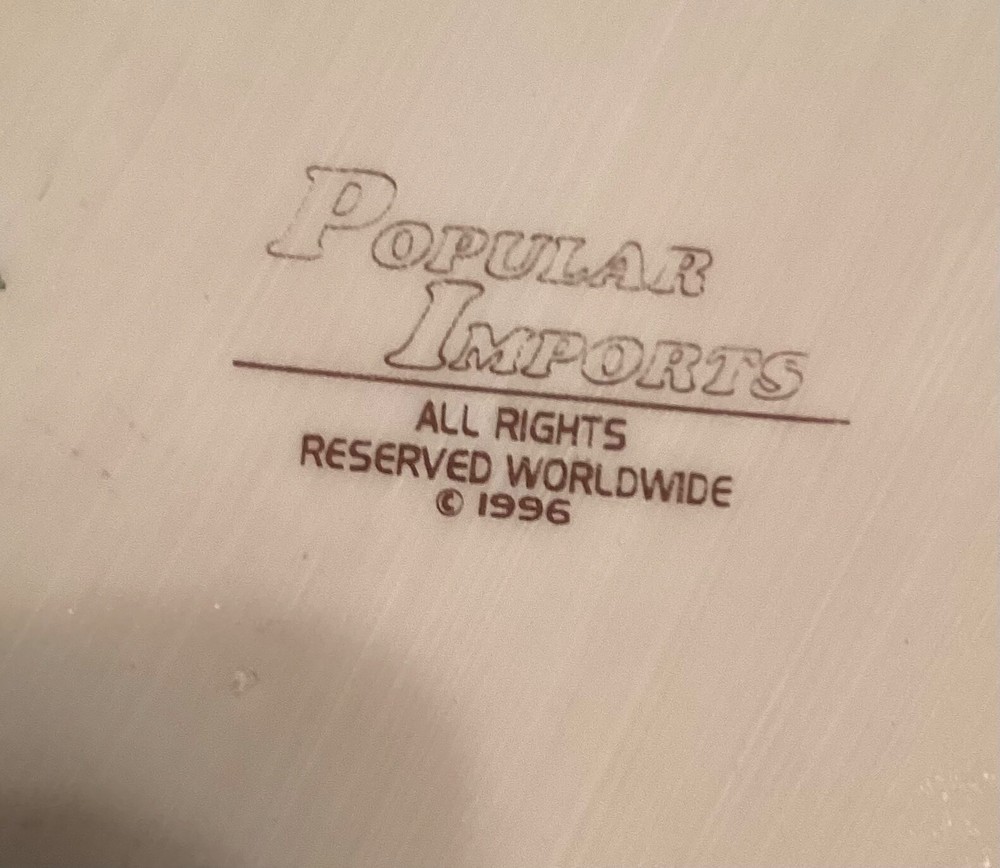 POPULAR
IMPORTS
ALL RIGHTS
RESERVED WORLDWIDE
© 1996